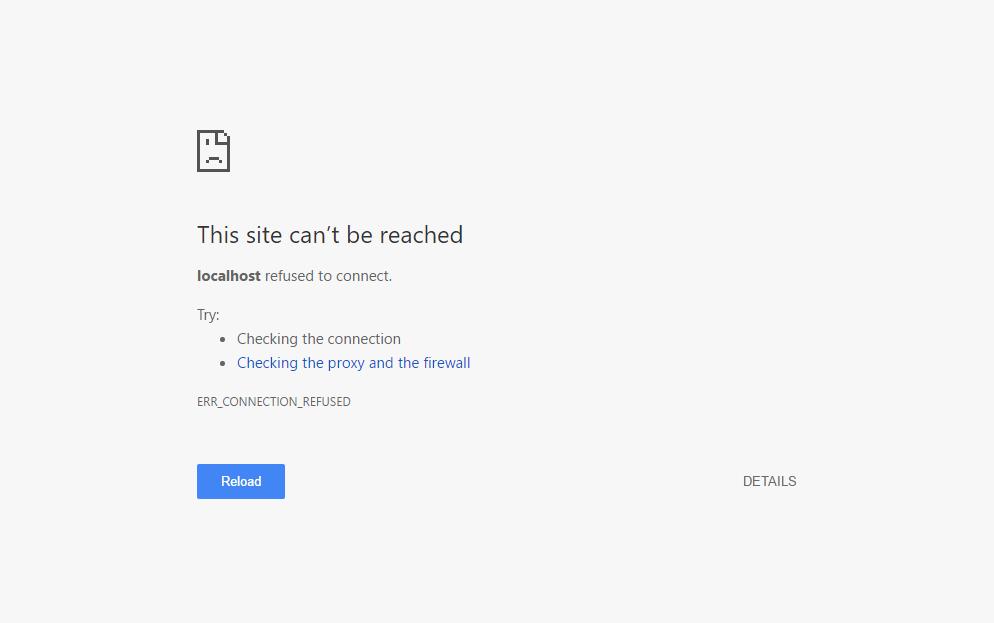 This site can’t be reached
localhost refused to connect.
Try:
• Checking the connection
• Checking the proxy and the firewall
ERR_CONNECTION_REFUSED
Reload
DETAILS